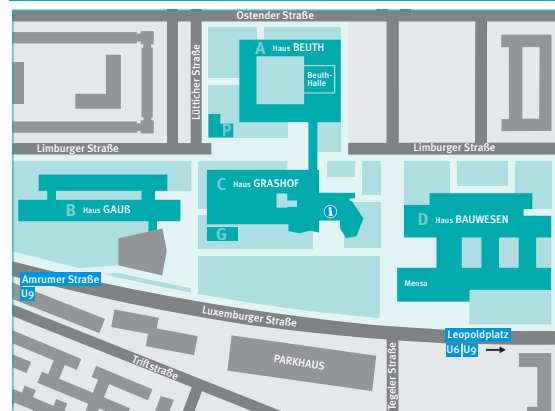 Ostender Straße
Lütticher Straße
A Haus BEUTH
Beuth-
Halle
P
Limburger Straße
Limburger Straße
C Haus GRASHOF
B Haus GAUß
i
D Haus BAUWESEN
G
Mensa
Amrumer Straße
U9
Luxemburger Straße
Leopoldplatz
U6 U9 →
Triftstraße
PARKHAUS
Tegeler Straße